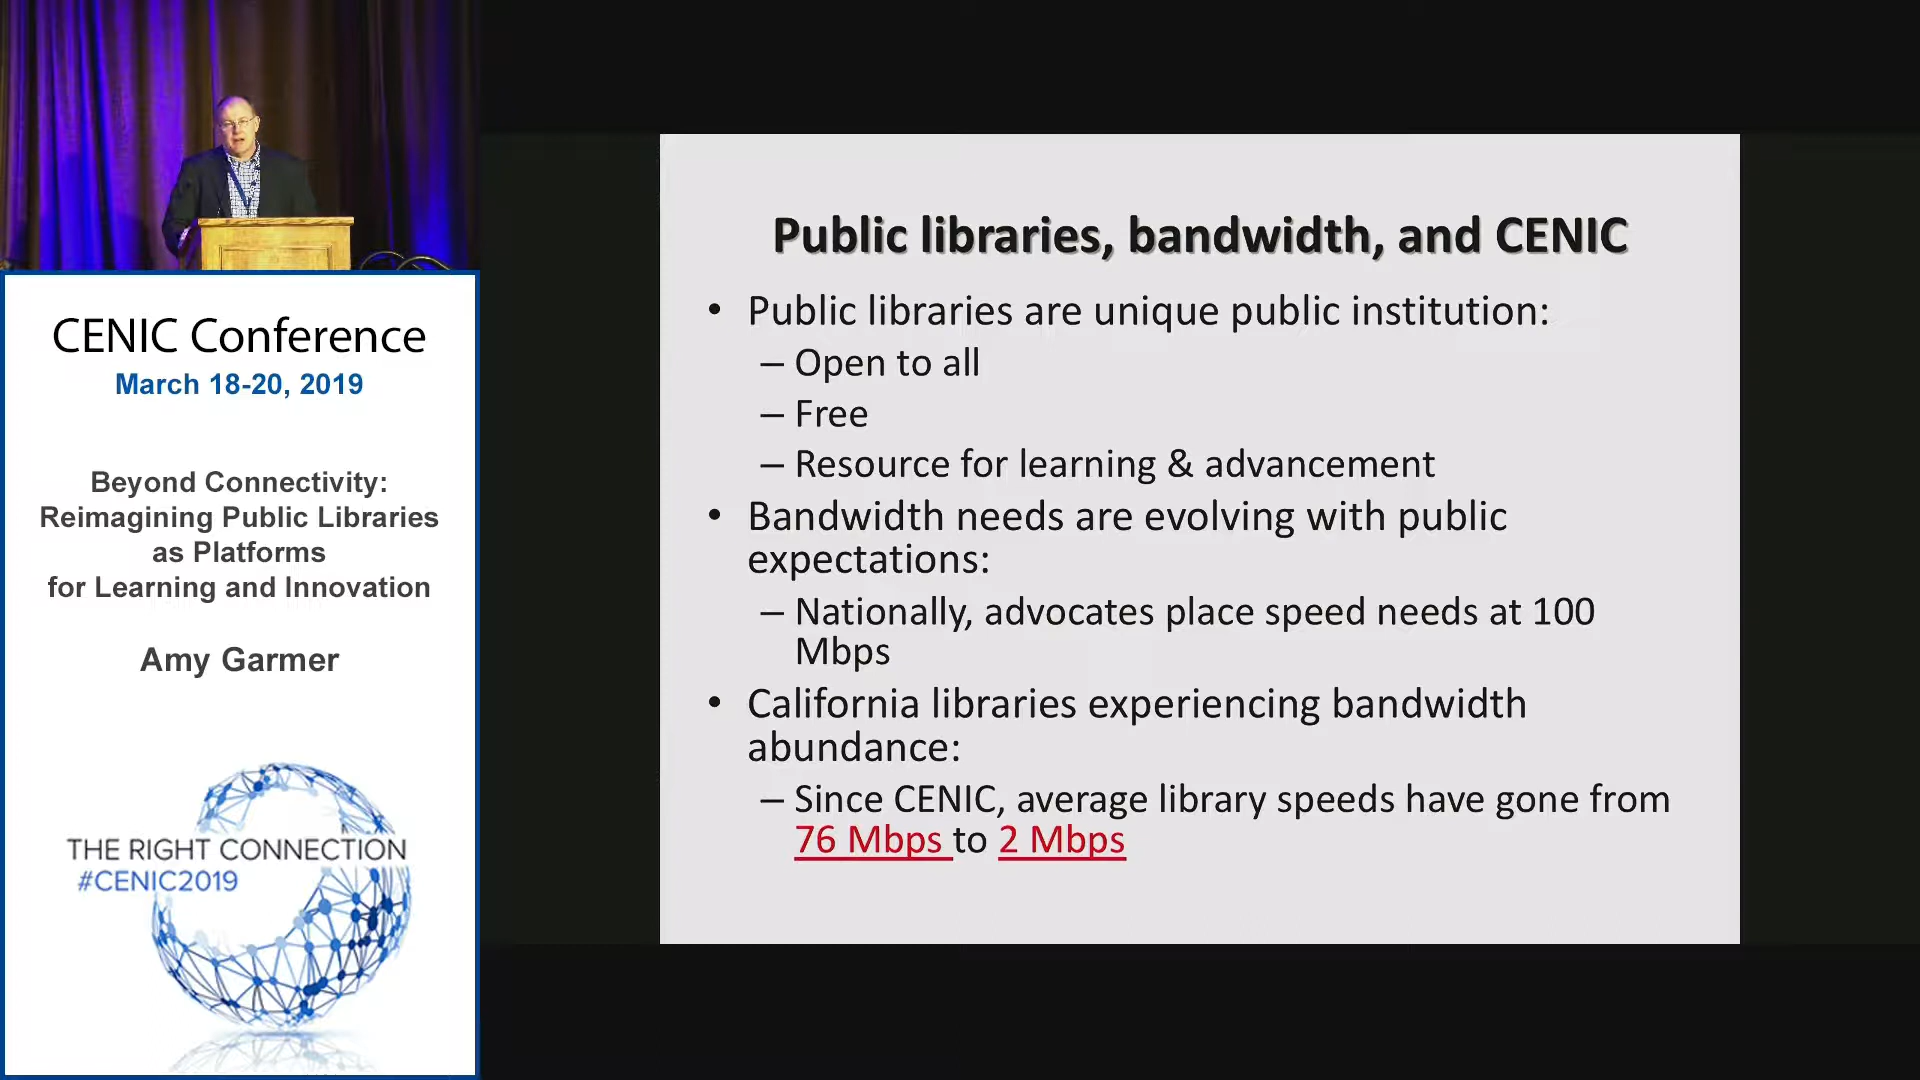 CENIC Conference
March 18-20, 2019
Beyond Connectivity:
Reimagining Public Libraries
as Platforms
for Learning and Innovation
Amy Garmer
THE RIGHT CONNECTION
#CENIC2019
Public libraries, bandwidth, and CENIC
• Public libraries are unique public institution:
– Open to all
– Free
– Resource for learning & advancement
• Bandwidth needs are evolving with public
expectations:
– Nationally, advocates place speed needs at 100
Mbps
• California libraries experiencing bandwidth
abundance:
– Since CENIC, average library speeds have gone from
76 Mbps to 2 Mbps